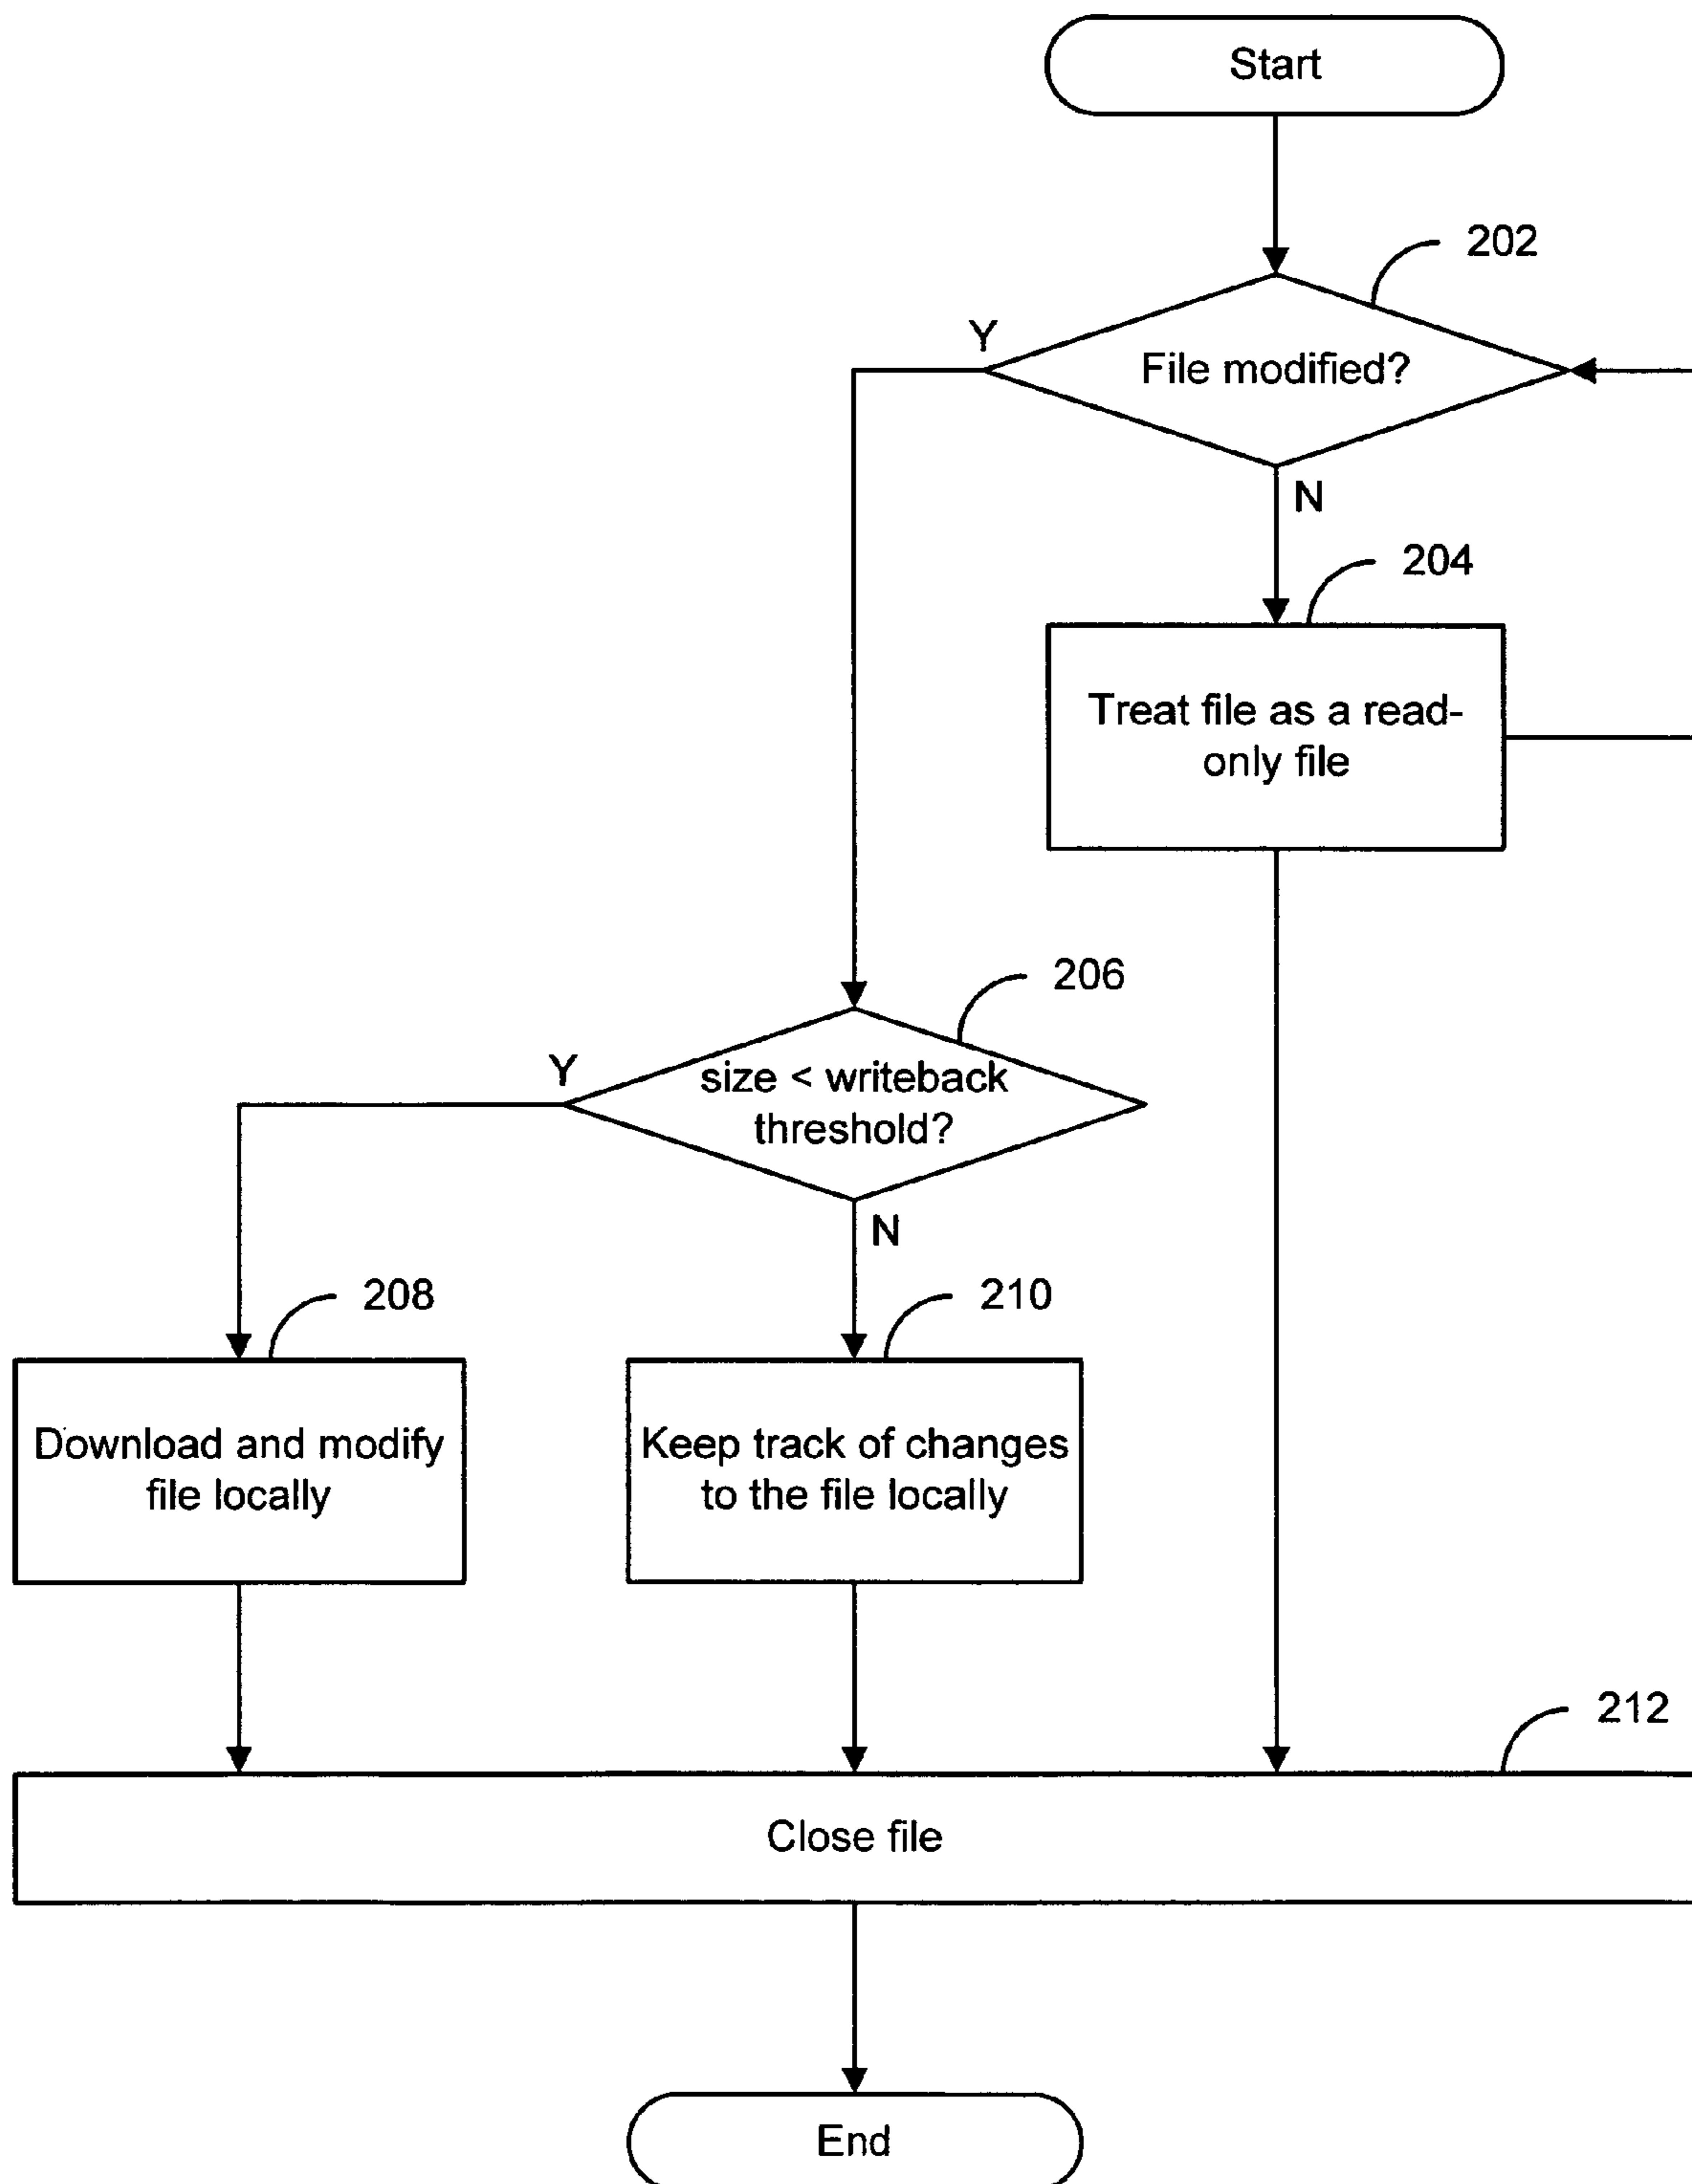 Start
202
Y
File modified?
N
204
Treat file as a read-
only file
206
Y
size < writeback
threshold?
N
208
210
Download and modify
file locally
Keep track of changes
to the file locally
212
Close file
End